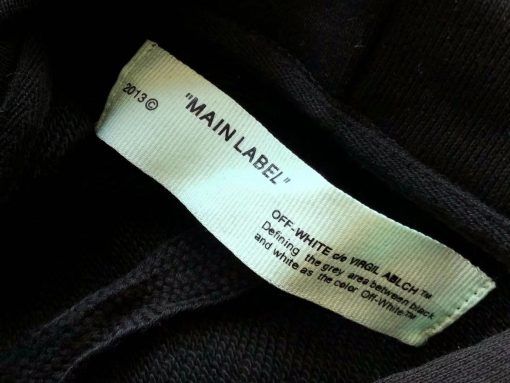 2013©
"MAIN LABEL"
OFF-WHITE c/o VIRGIL ABLCH™
Defining the grey area between black
and white as the color Off-White™